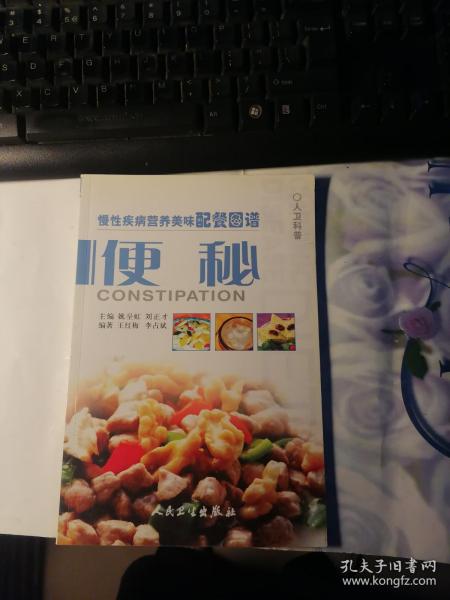 慢性疾病营养美味配餐图谱
人卫科普
便秘
CONSTIPATION
主编 姚呈虹 刘正才
编著 王红梅 李占斌
人民卫生出版社
孔夫子旧书网
www.kongfz.com